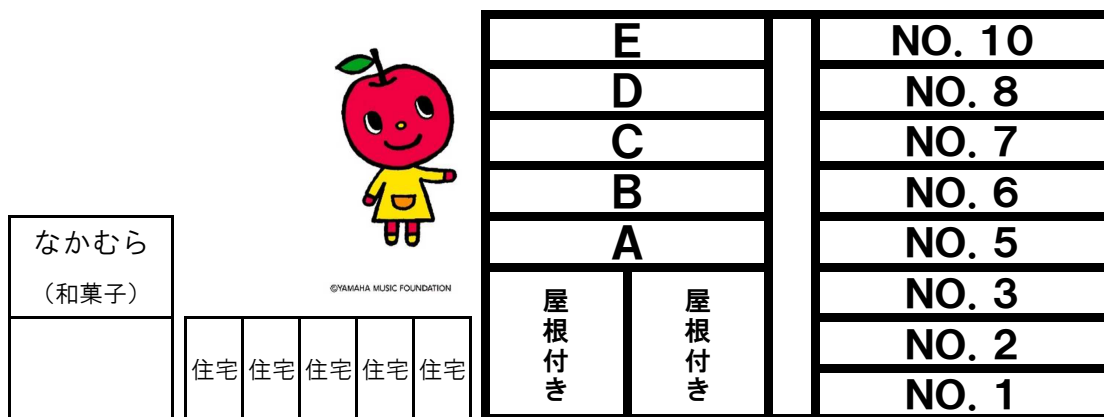 なかむら
（和菓子）
©YAMAHA MUSIC FOUNDATION
住宅
住宅
住宅
住宅
住宅
E
D
C
B
A
屋根付き
屋根付き
NO. 10
NO. 8
NO. 7
NO. 6
NO. 5
NO. 3
NO. 2
NO. 1